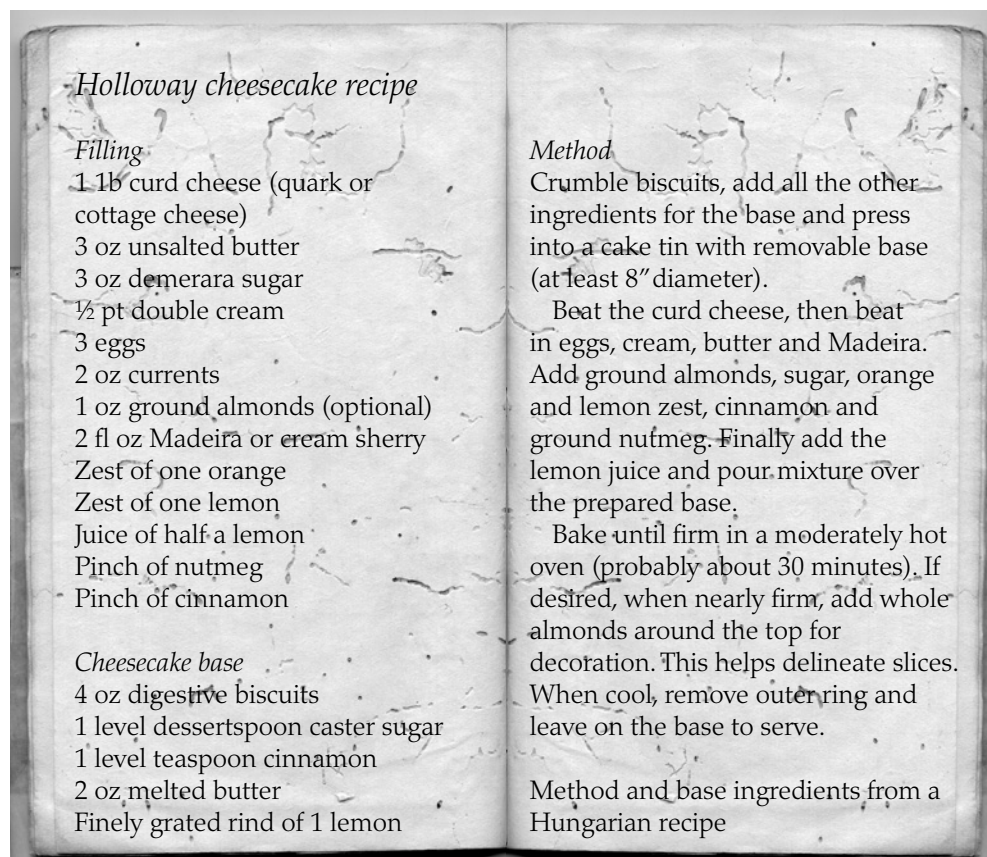 Holloway cheesecake recipe
Filling
1 1b curd cheese (quark or
cottage cheese)
3 oz unsalted butter
3 oz demerara sugar
½ pt double cream
3 eggs
2 oz currents
1 oz ground almonds (optional)
2 fl oz Madeira or cream sherry
Zest of one orange
Zest of one lemon
Juice of half a lemon
Pinch of nutmeg
Pinch of cinnamon
Cheesecake base
4 oz digestive biscuits
1 level dessertspoon caster sugar
1 level teaspoon cinnamon
2 oz melted butter
Finely grated rind of 1 lemon
Method
Crumble biscuits, add all the other
ingredients for the base and press
into a cake tin with removable base
(at least 8” diameter).
Beat the curd cheese, then beat
in eggs, cream, butter and Madeira.
Add ground almonds, sugar, orange
and lemon zest, cinnamon and
ground nutmeg. Finally add the
lemon juice and pour mixture over
the prepared base.
Bake until firm in a moderately hot
oven (probably about 30 minutes). If
desired, when nearly firm, add whole
almonds around the top for
decoration. This helps delineate slices.
When cool, remove outer ring and
leave on the base to serve.
Method and base ingredients from a
Hungarian recipe